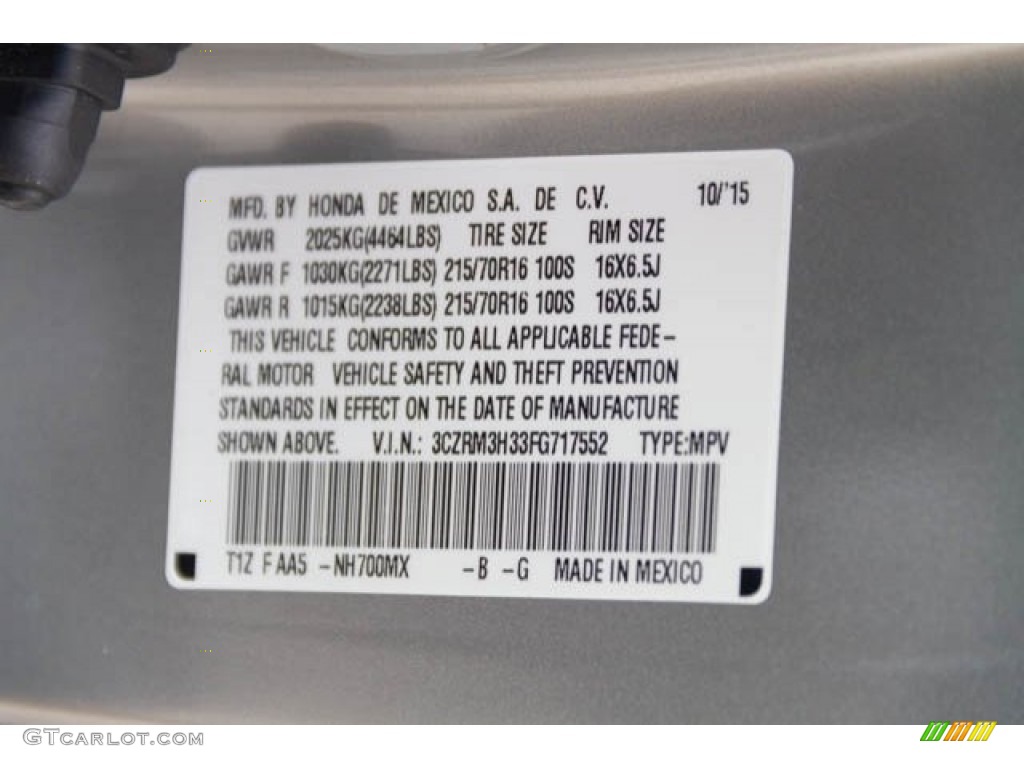 MFD. BY HONDA DE MEXICO S.A. DE C.V. 10/'15
GVWR 2025KG(4464LBS) TIRE SIZE RIM SIZE
GAWR F 1030KG(2271LBS) 215/70R16 100S 16X6.5J
GAWR R 1015KG(2238LBS) 215/70R16 100S 16X6.5J
THIS VEHICLE CONFORMS TO ALL APPLICABLE FEDE-
RAL MOTOR VEHICLE SAFETY AND THEFT PREVENTION
STANDARDS IN EFFECT ON THE DATE OF MANUFACTURE
SHOWN ABOVE. V.I.N.: 3CZRM3H33FG717552 TYPE:MPV
T1Z F AA5 -NH700MX -B -G MADE IN MEXICO
GTCARLOT.COM